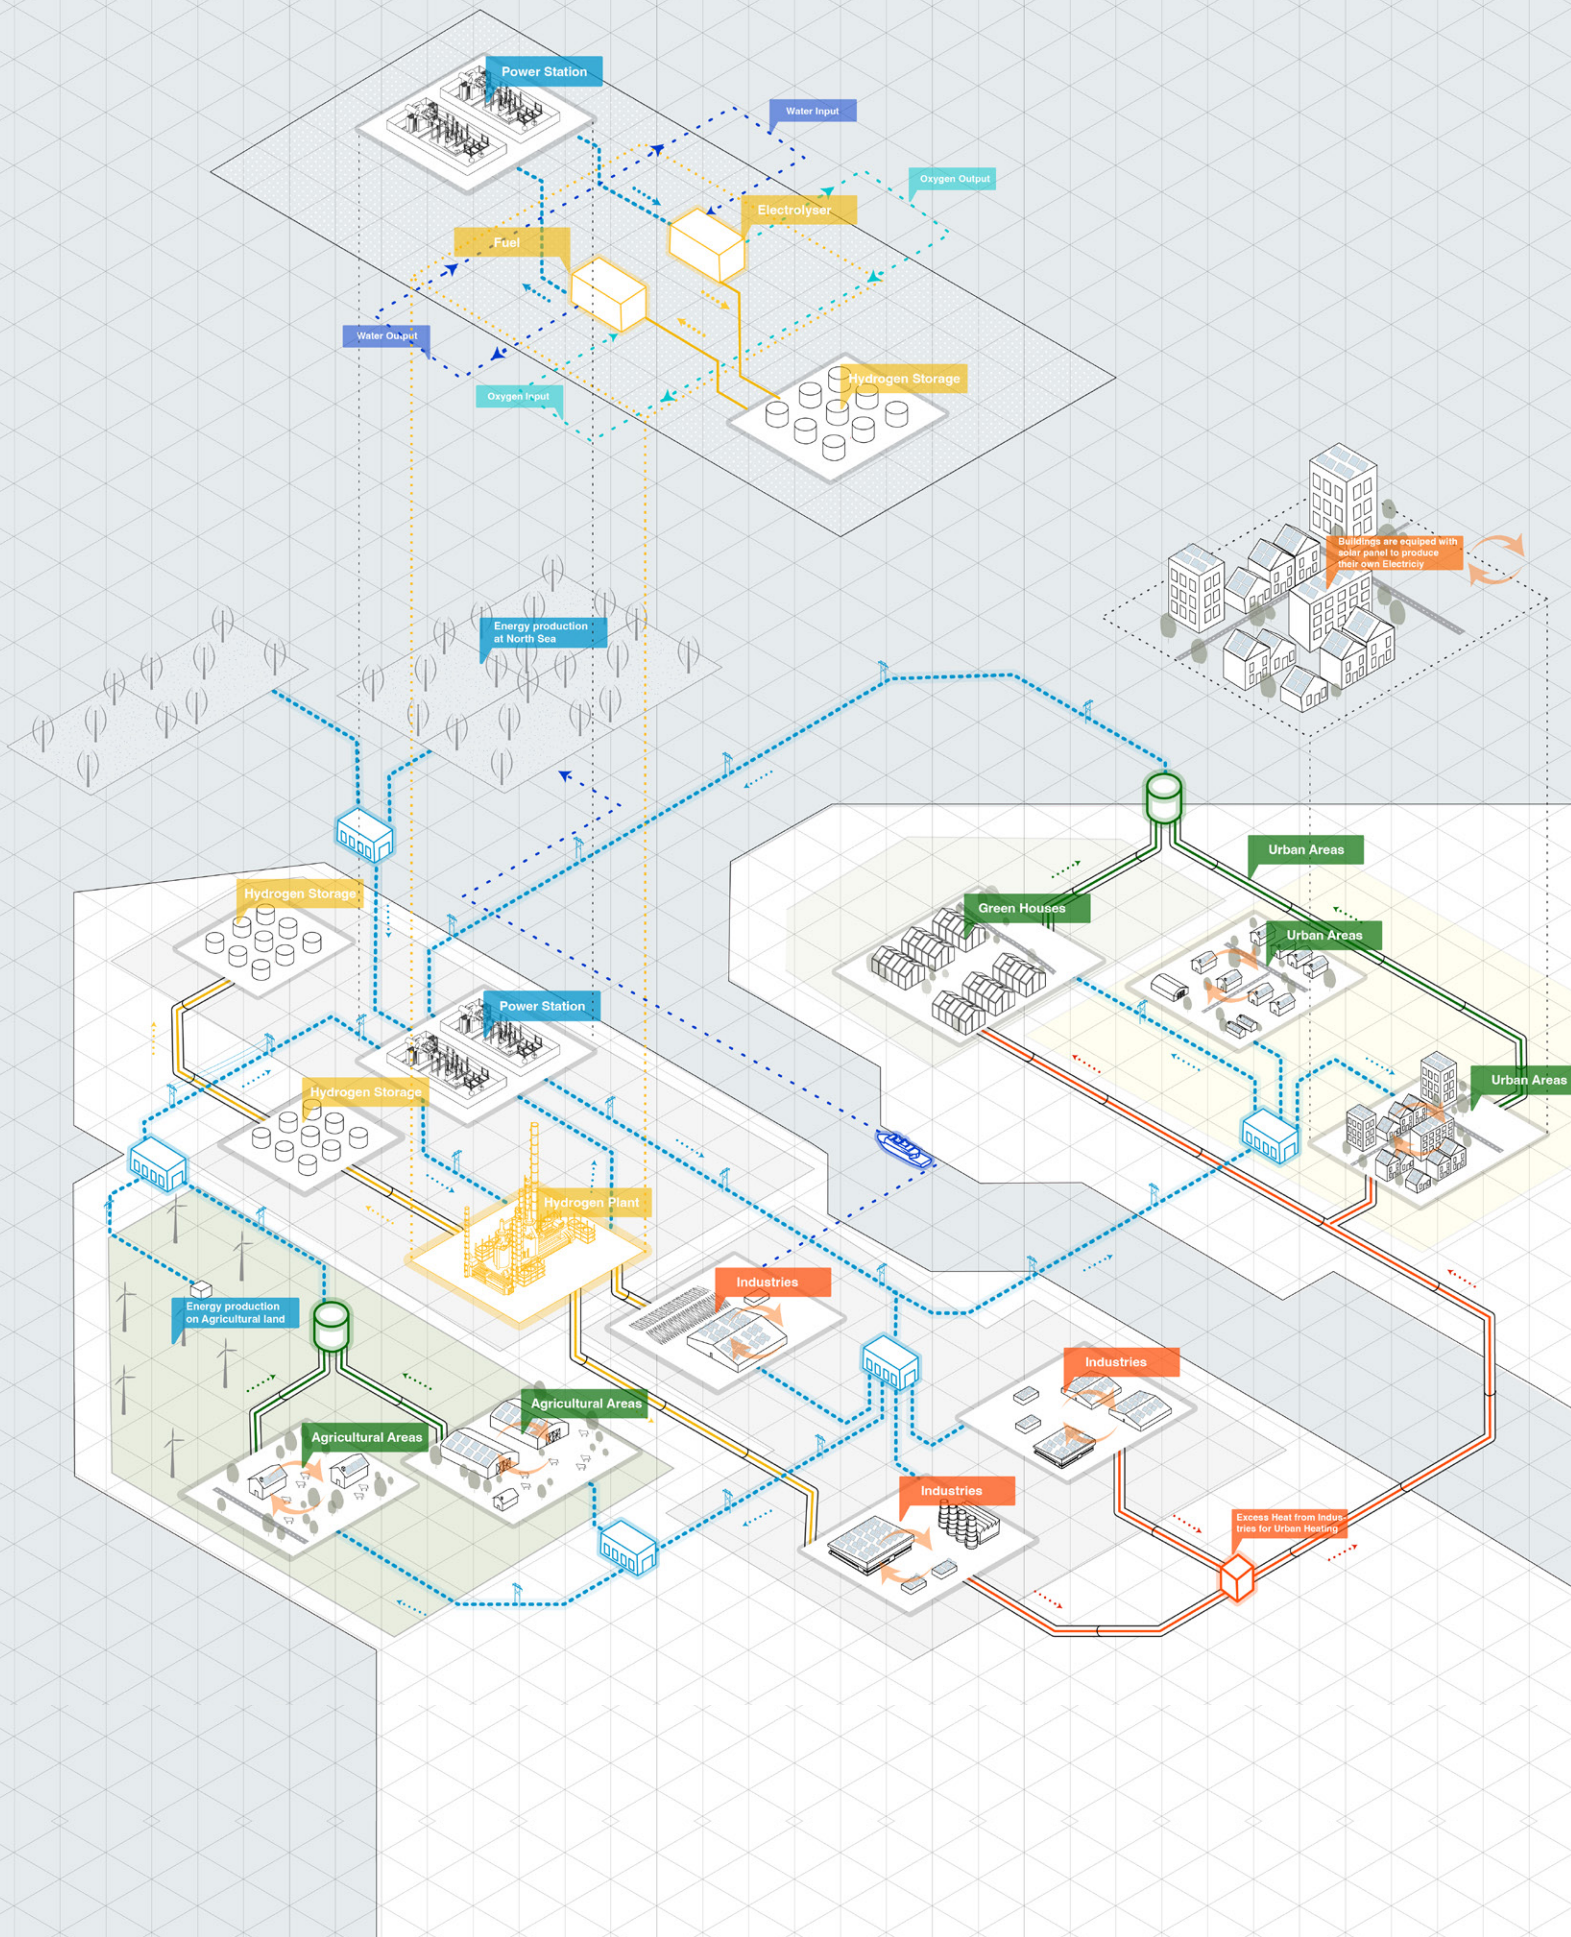 Power Station
Water Input
Oxygen Output
Electrolyser
Fuel
Water Output
Hydrogen Storage
Oxygen Input
Buildings are equiped with
solar panel to produce
their own Electriciy
Energy production
at North Sea
Urban Areas
Hydrogen Storage
Green Houses
Urban Areas
Power Station
Urban Areas
Hydrogen Storage
Hydrogen Plant
Industries
Energy production
on Agricultural land
Industries
Agricultural Areas
Agricultural Areas
Industries
Excess Heat from Indus-
tries for Urban Heating